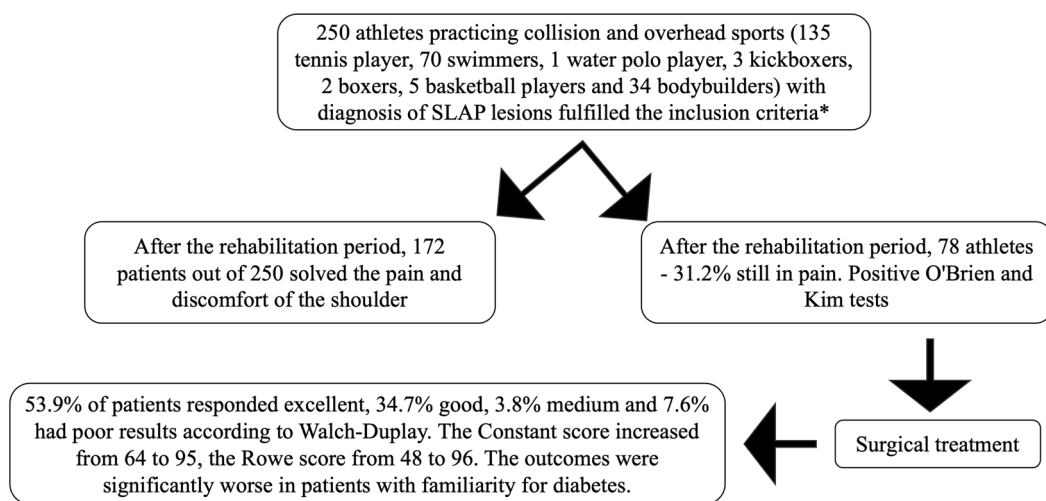 250 athletes practicing collision and overhead sports (135
tennis player, 70 swimmers, 1 water polo player, 3 kickboxers,
2 boxers, 5 basketball players and 34 bodybuilders) with
diagnosis of SLAP lesions fulfilled the inclusion criteria*
After the rehabilitation period, 172
patients out of 250 solved the pain and
discomfort of the shoulder
After the rehabilitation period, 78 athletes
- 31.2% still in pain. Positive O'Brien and
Kim tests
53.9% of patients responded excellent, 34.7% good, 3.8% medium and 7.6%
had poor results according to Walch-Duplay. The Constant score increased
from 64 to 95, the Rowe score from 48 to 96. The outcomes were
significantly worse in patients with familiarity for diabetes.
Surgical treatment